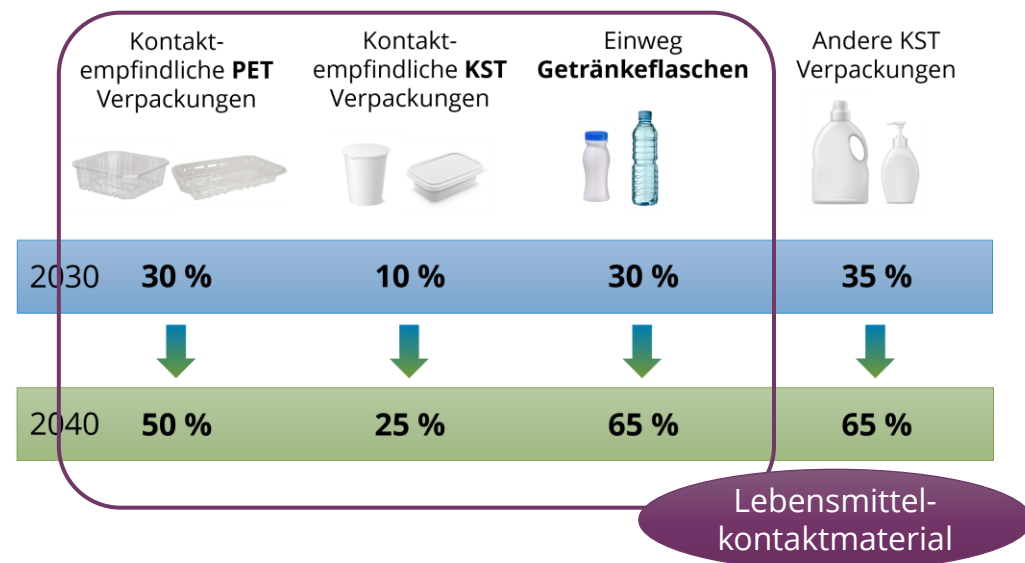 Kontakt-
empfindliche PET
Verpackungen
Kontakt-
empfindliche KST
Verpackungen
Einweg
Getränkeflaschen
Andere KST
Verpackungen
2030 30 % 10 % 30 % 35 %
2040 50 % 25 % 65 % 65 %
Lebensmittel-
kontaktmaterial